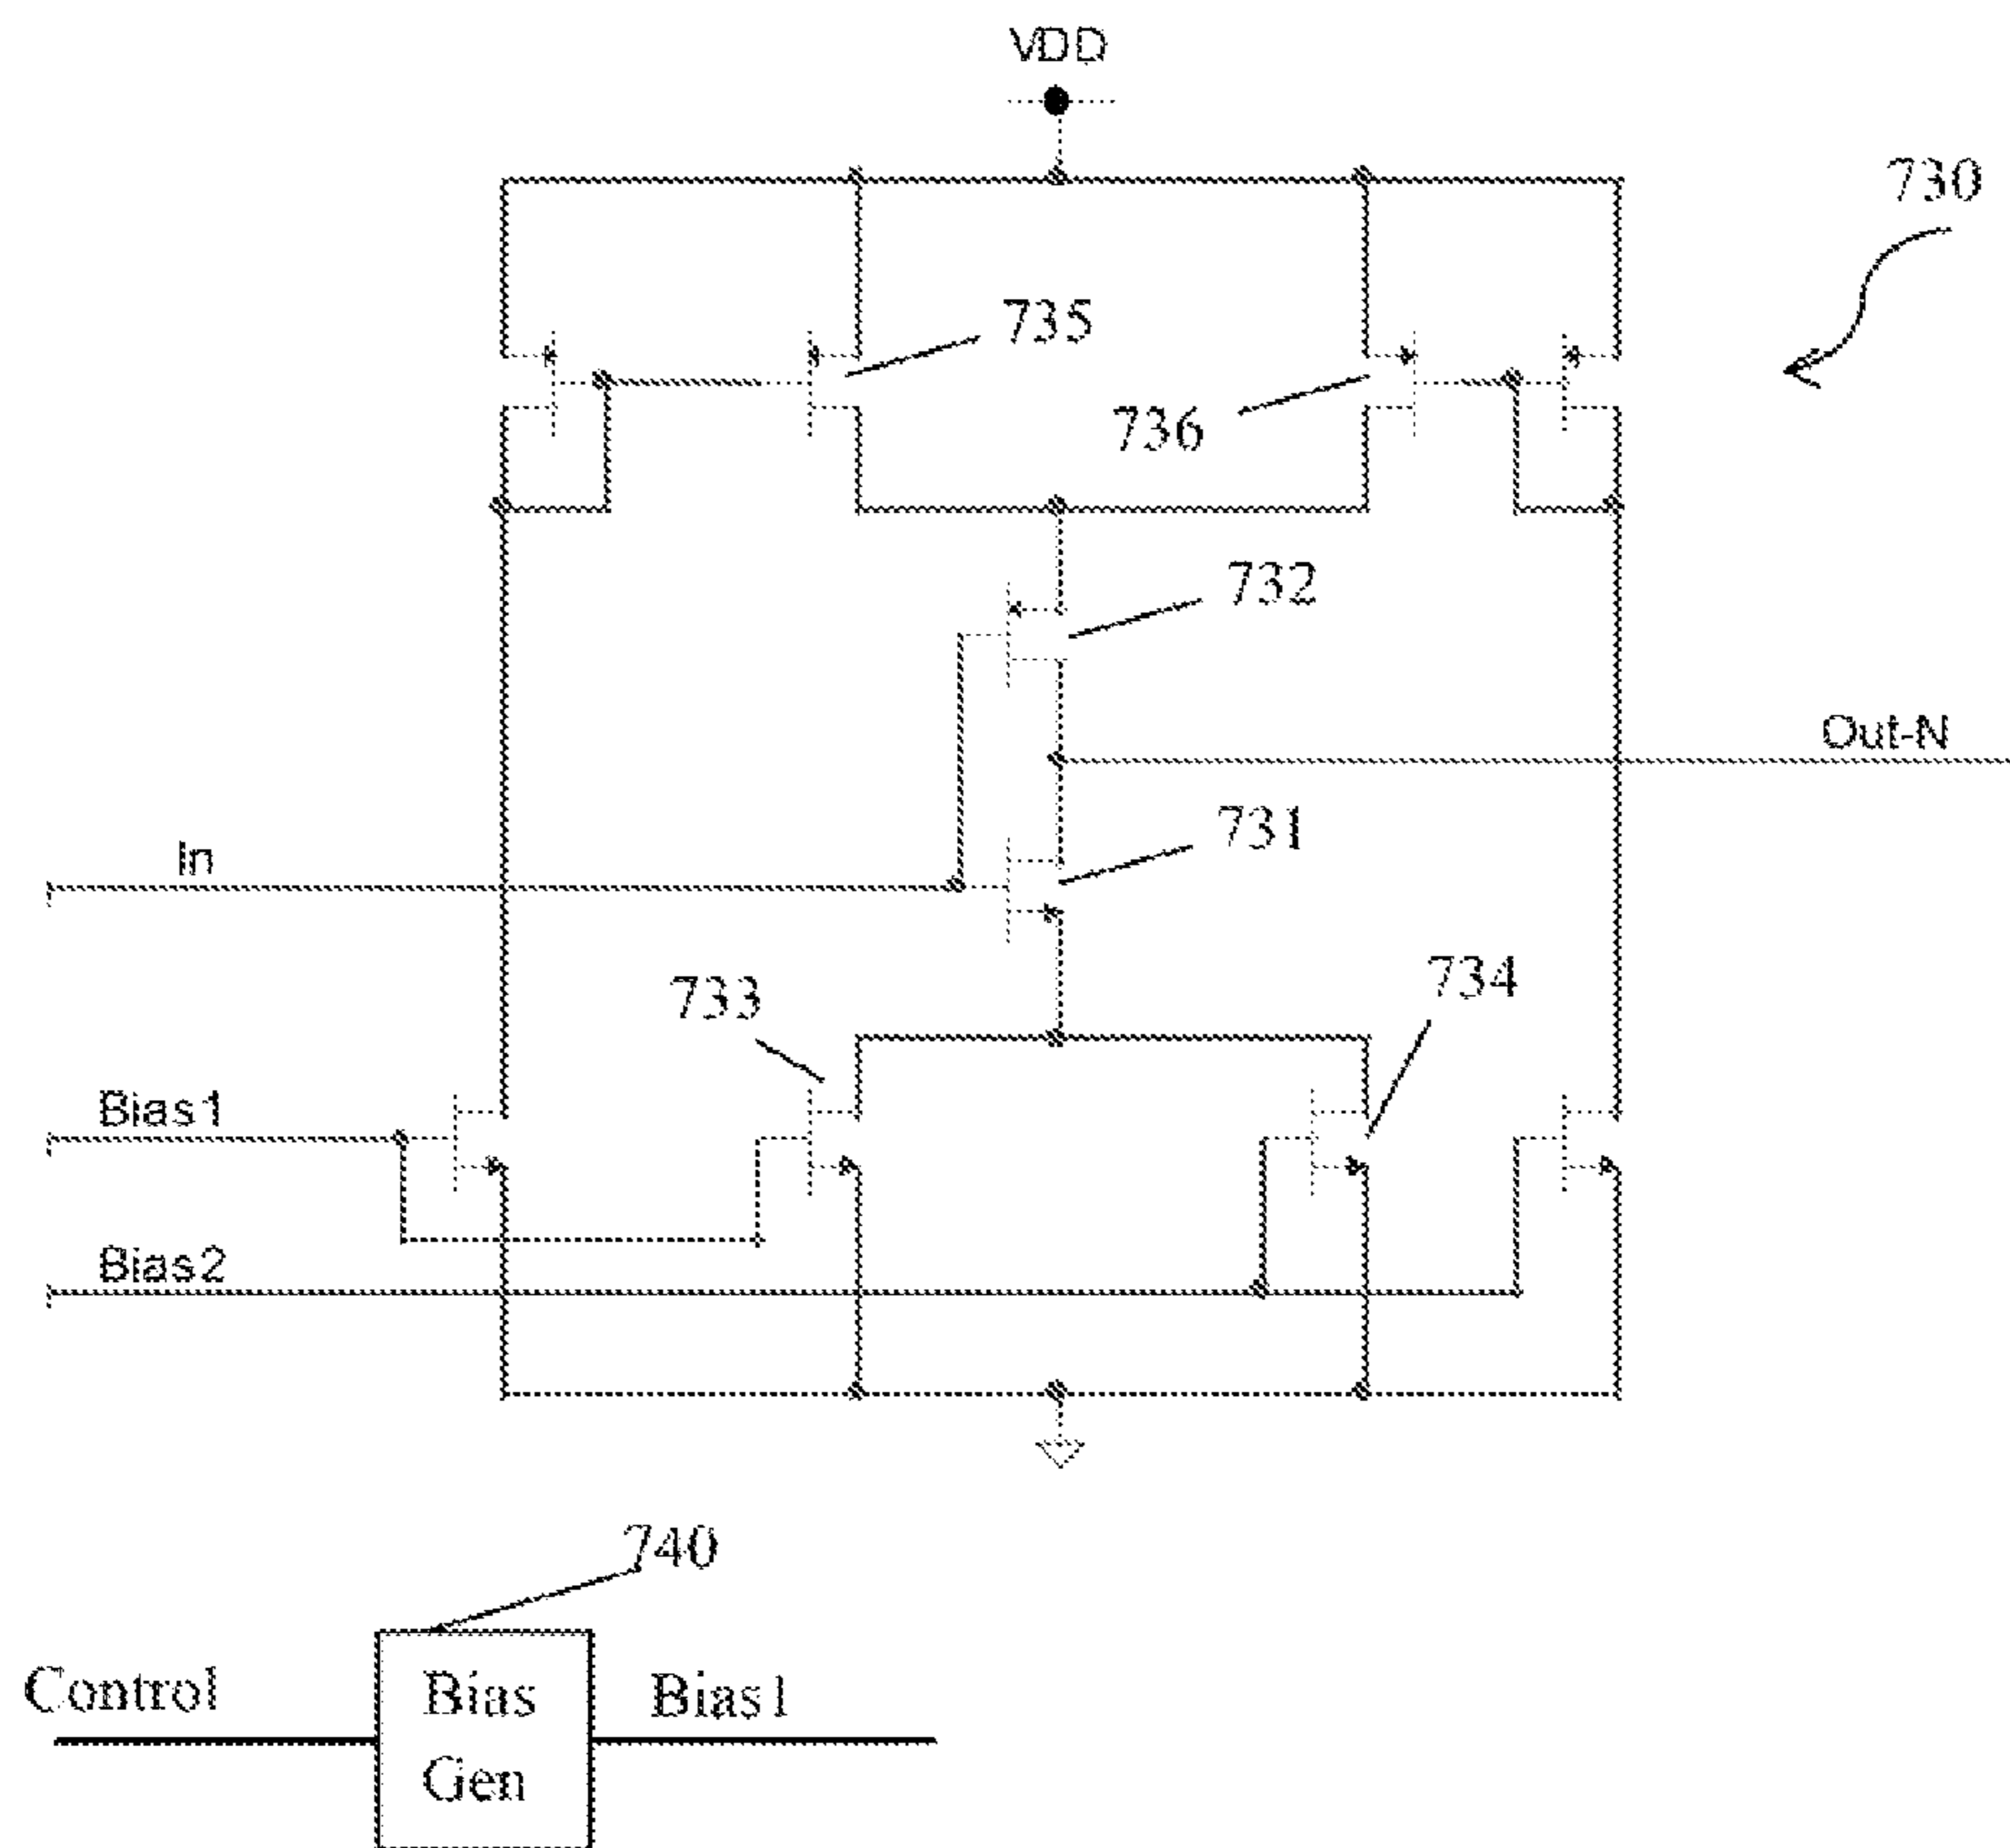 VDD
730
735
736
732
Out-N
731
In
734
733
Bias1
Bias2
740
Control
Bias
Gen
Bias1